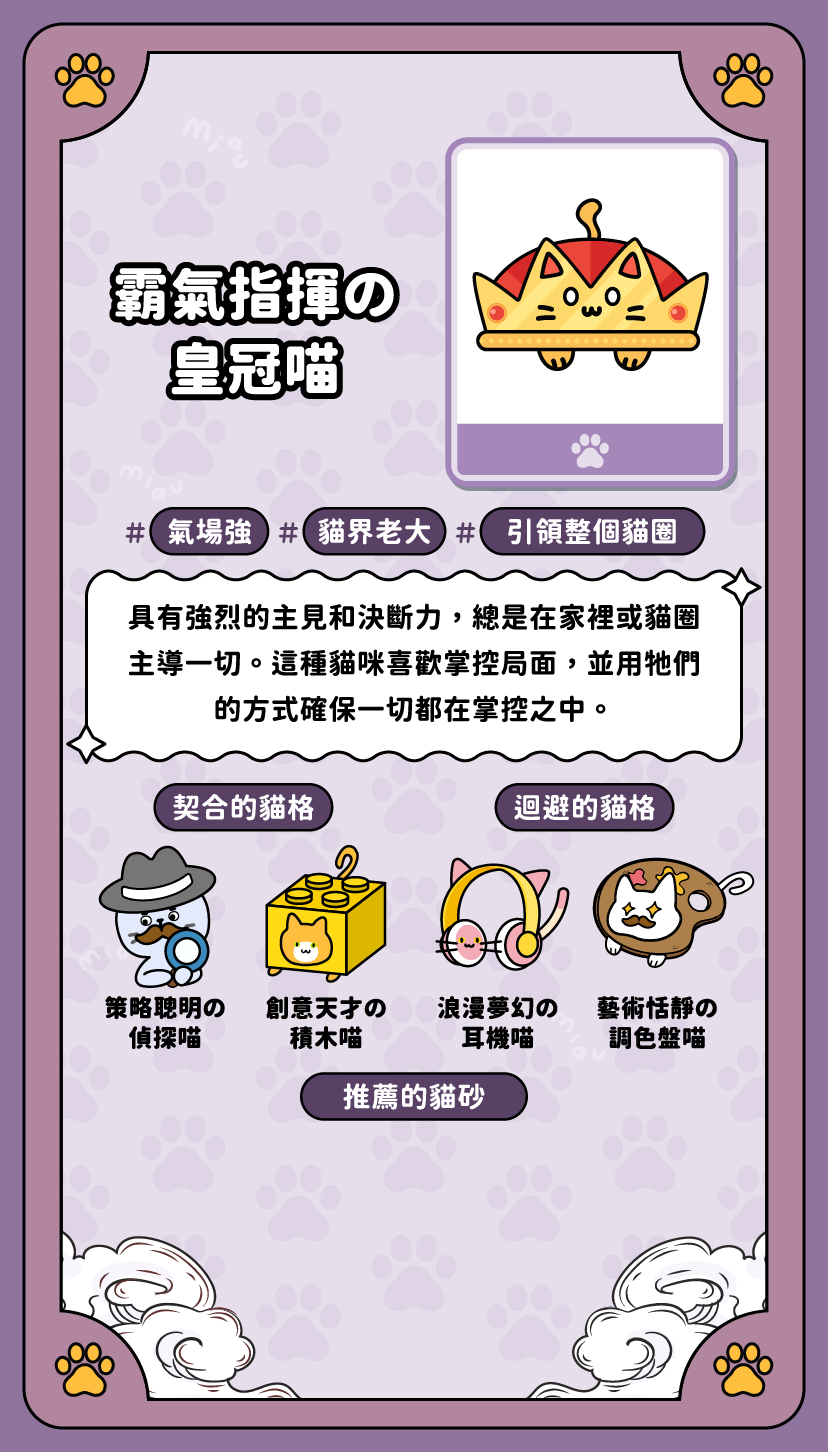 miau
霸氣指揮の
皇冠喵
miau
#氣場強 #貓界老大 #引領整個貓圈
具有強烈的主見和決斷力，總是在家裡或貓圈
主導一切。這種貓咪喜歡掌控局面，並用牠們
的方式確保一切都在掌控之中。
契合的貓格 迴避的貓格
miau
策略聰明の 創意天才の 浪漫夢幻の 藝術恬靜の
偵探喵 積木喵 耳機喵 調色盤喵
miau
推薦的貓砂